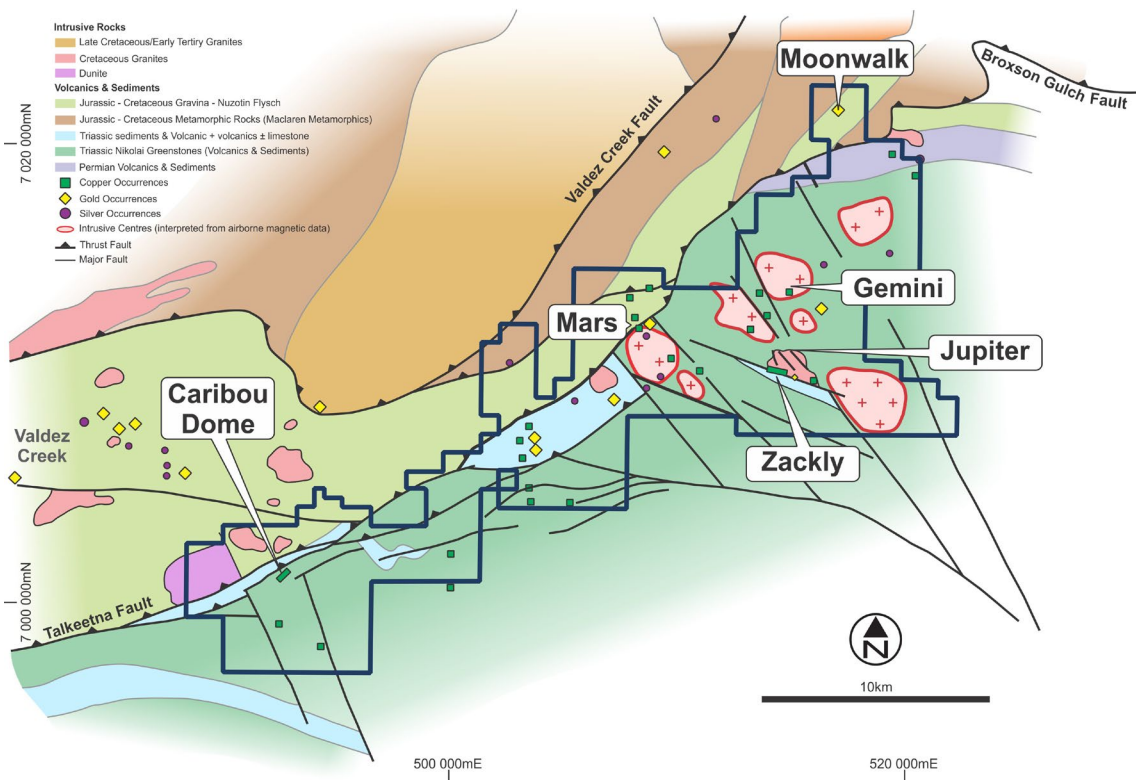 Intrusive Rocks
Late Cretaceous/Early Tertiry Granites
Cretaceous Granites
Dunite
Volcanics & Sediments
Jurassic - Cretaceous Gravina - Nuzotin Flysch
Jurassic - Cretaceous Metamorphic Rocks (Maclaren Metamorphics)
Triassic sediments & Volcanic + volcanics ± limestone
Triassic Nikolai Greenstones (Volcanics & Sediments)
Permian Volcanics & Sediments
Copper Occurrences
Gold Occurrences
Silver Occurrences
Intrusive Centres (interpreted from airborne magnetic data)
Thrust Fault
Major Fault
Moonwalk
Broxson Gulch Fault
7 020 000mN
Valdez Creek Fault
Gemini
Mars
Jupiter
Caribou
Dome
Valdez
Creek
Zackly
7 000 000mN
Talkeetna Fault
N
10km
500 000mE
520 000mE